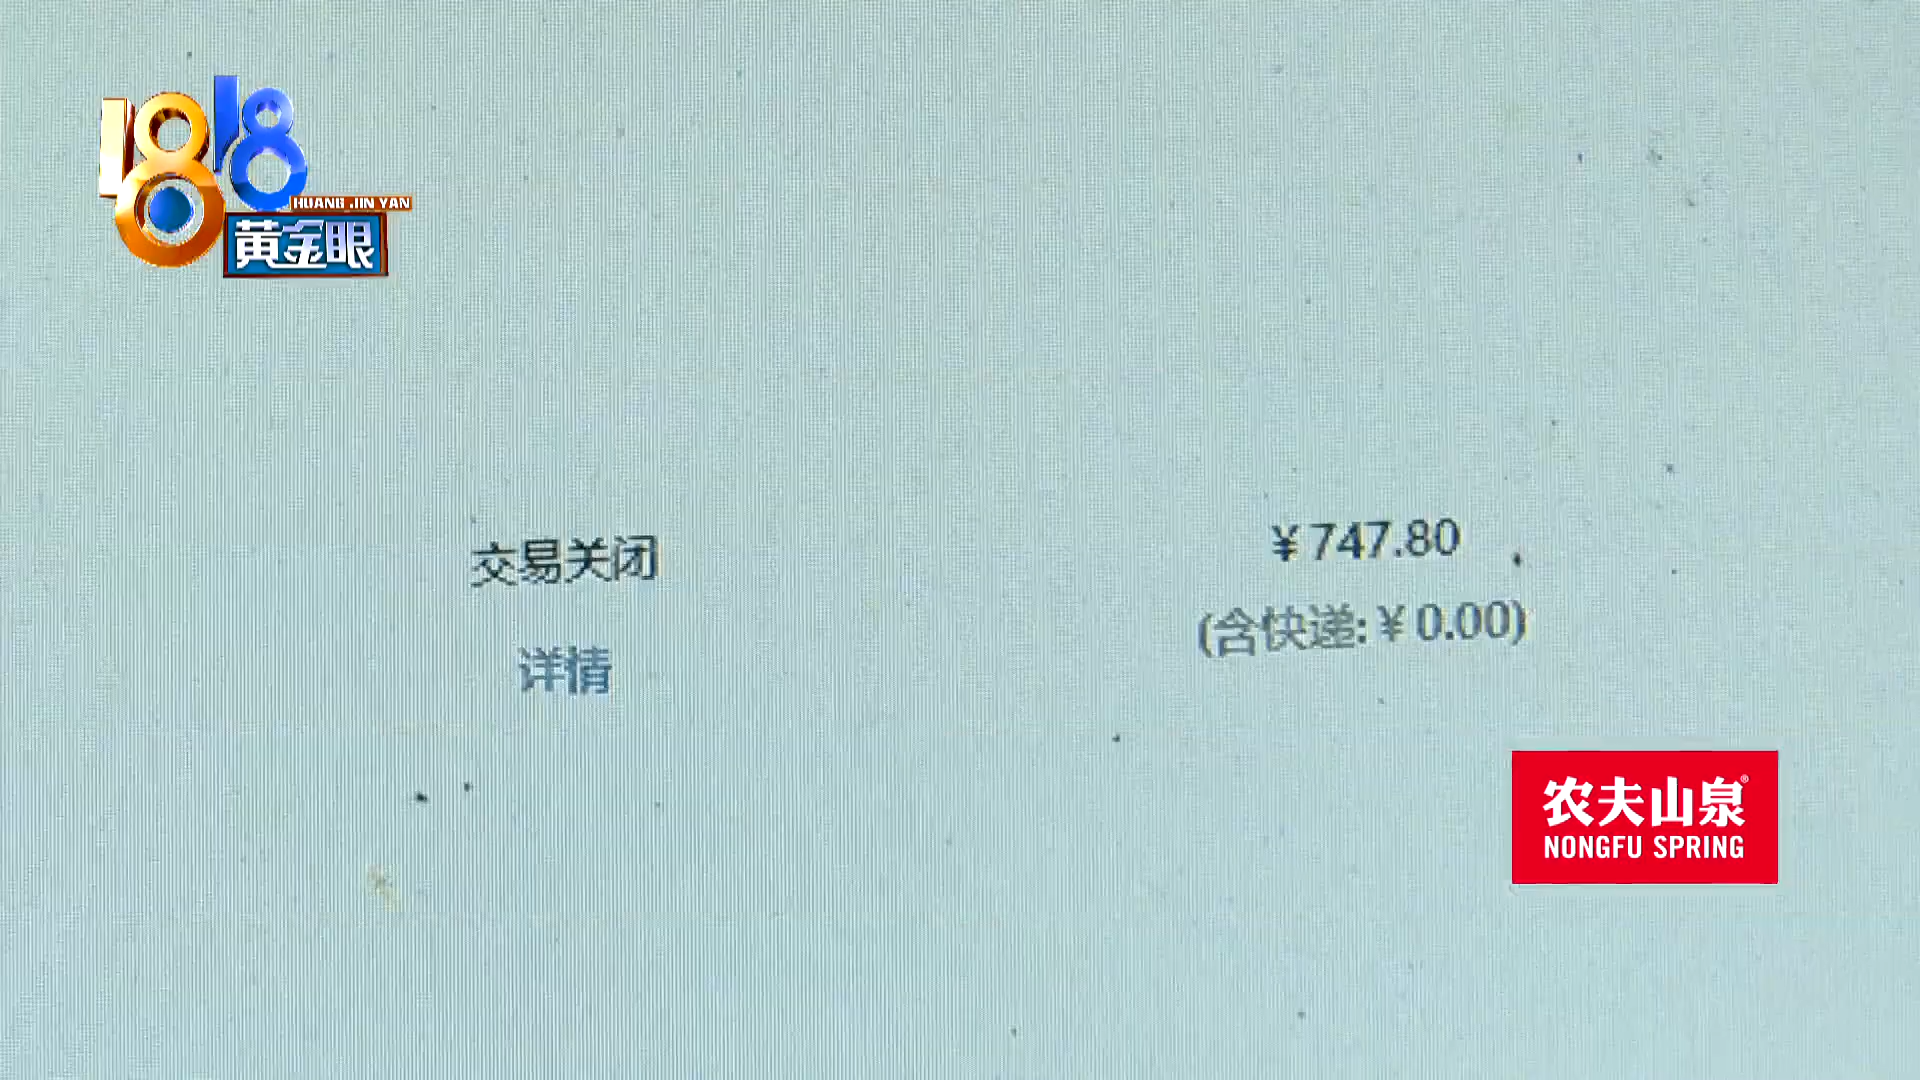 1818
HUANG JIN YAN
黄金眼
交易关闭
¥747.80
(含快递:¥0.00)
详情
农夫山泉®
NONGFU SPRING